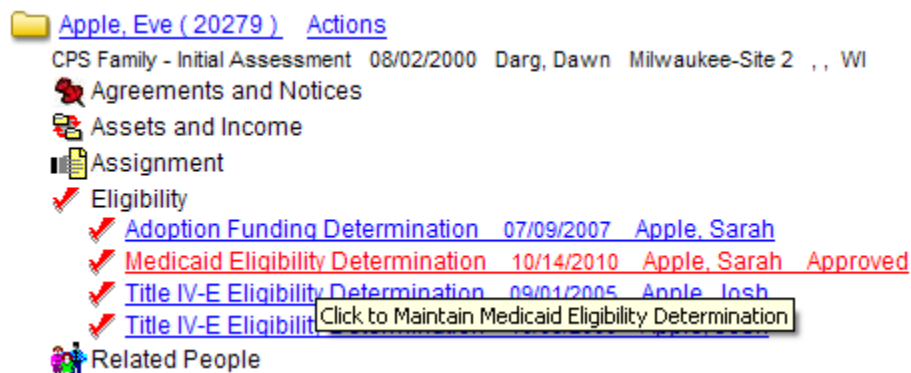 Apple, Eve ( 20279 ) Actions
CPS Family - Initial Assessment 08/02/2000 Darg, Dawn Milwaukee-Site 2 , , WI
Agreements and Notices
Assets and Income
Assignment
Eligibility
Adoption Funding Determination 07/09/2007 Apple, Sarah
Medicaid Eligibility Determination 10/14/2010 Apple, Sarah Approved
Title IV-E Eligibility Determination 09/01/2005 Apple, Josh
Click to Maintain Medicaid Eligibility Determination
Title IV-E
Related People